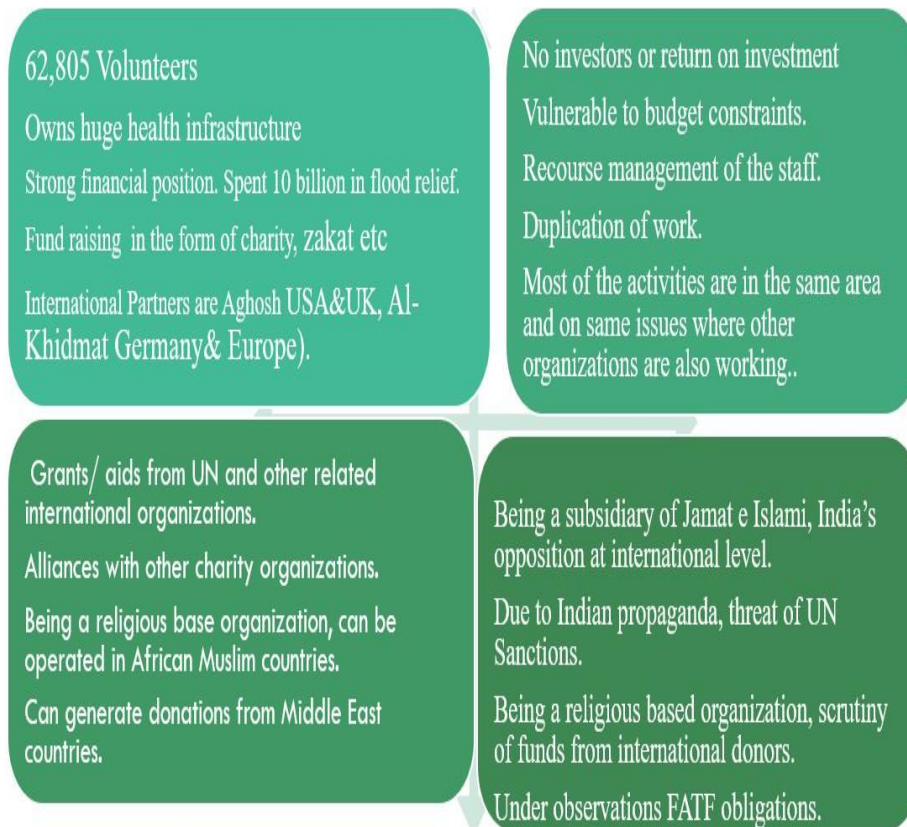 62,805 Volunteers
Owns huge health infrastructure
Strong financial position. Spent 10 billion in flood relief.
Fund raising in the form of charity, zakat etc
International Partners are Aghosh USA&UK, Al-
Khidmat Germany& Europe).
No investors or return on investment
Vulnerable to budget constraints.
Recourse management of the staff.
Duplication of work.
Most of the activities are in the same area
and on same issues where other
organizations are also working..
Grants/ aids from UN and other related
international organizations.
Alliances with other charity organizations.
Being a religious base organization, can be
operated in African Muslim countries.
Can generate donations from Middle East
countries.
Being a subsidiary of Jamat e Islami, India's
opposition at international level.
Due to Indian propaganda, threat of UN
Sanctions.
Being a religious based organization, scrutiny
of funds from international donors.
Under observations FATF obligations.